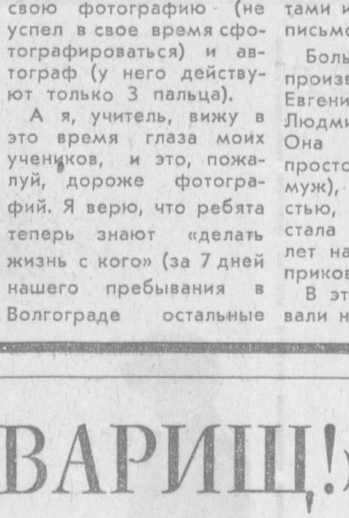 свою фотографию (не
успел в свое время сфо-
тографироваться) и ав-
тограф (у него действу-
ют только 3 пальца).
А я, учитель, вижу в
это время глаза моих
учеников, и это, пожа-
луй, дороже фотогра-
фий. Я верю, что ребята
теперь знают «делать
жизнь с кого» (за 7 дней
нашего пребывания в
Волгограде остальные
тами и
письмо
Боль
произв
Евгени
Людми
Она
просто
муж),
стью,
стала
лет на
приков
В эт
вали н
ВАРИЩ!»